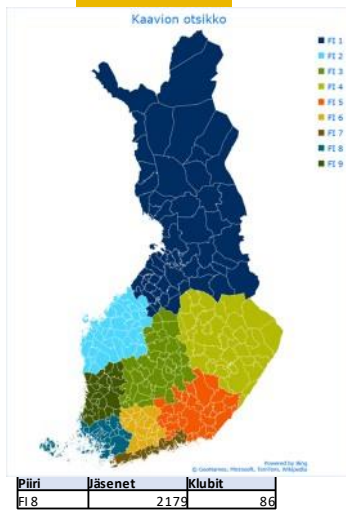 Kaavion otsikko
FI 1
FI 2
FI 3
FI 4
FI 5
FI 6
FI 7
FI 8
FI 9
Powered by Bing
© GeoNames, Microsoft, TomTom, Wikipedia
Piiri Jäsenet Klubit
FI 8 2179 86